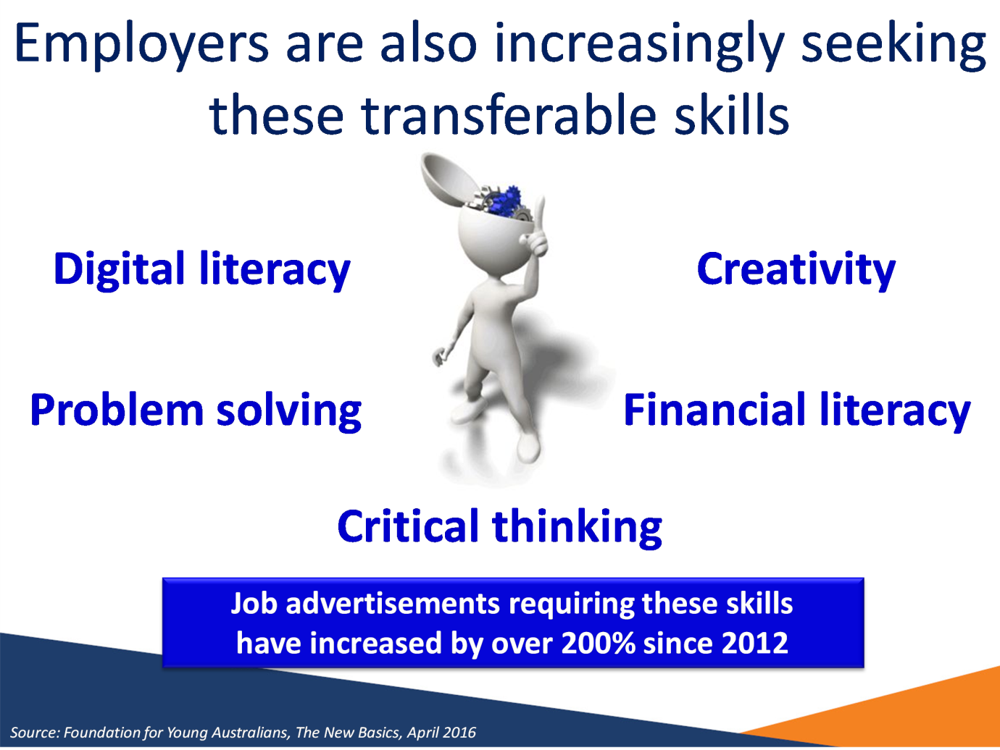 Employers are also increasingly seeking
these transferable skills
Digital literacy
Creativity
Problem solving
Financial literacy
Critical thinking
Job advertisements requiring these skills
have increased by over 200% since 2012
Source: Foundation for Young Australians, The New Basics, April 2016